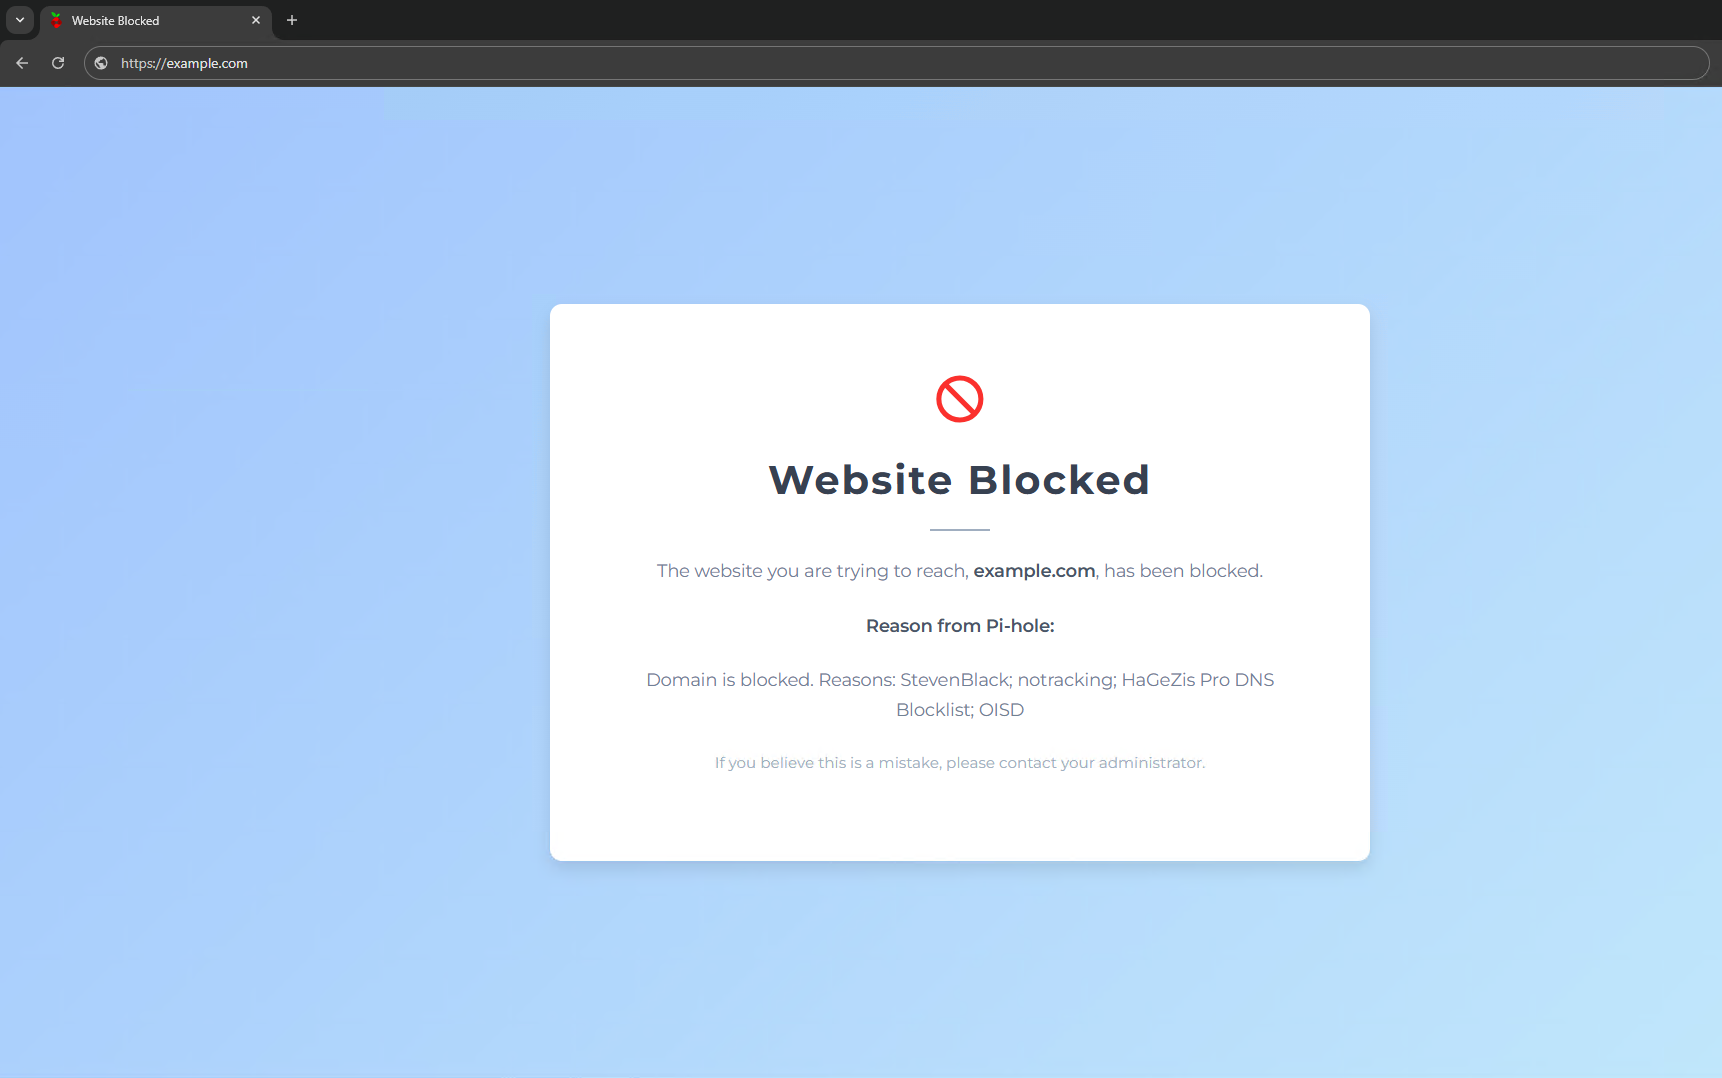 Website Blocked
https://example.com
Website Blocked
The website you are trying to reach, example.com, has been blocked.
Reason from Pi-hole:
Domain is blocked. Reasons: StevenBlack; notracking; HaGeZis Pro DNS
Blocklist; OISD
If you believe this is a mistake, please contact your administrator.